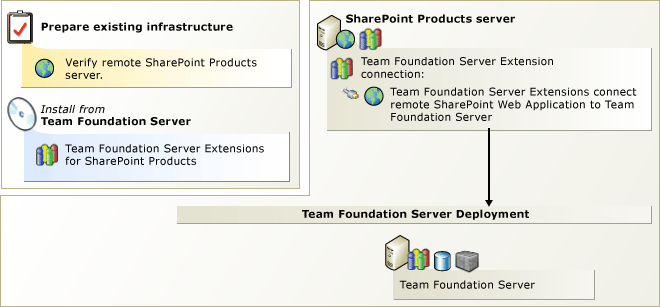 Prepare existing infrastructure
Verify remote SharePoint Products
server.
Install from
Team Foundation Server
Team Foundation Server Extensions
for SharePoint Products
SharePoint Products server
Team Foundation Server Extension
connection:
Team Foundation Server Extensions connect
remote SharePoint Web Application to Team
Foundation Server
Team Foundation Server Deployment
Team Foundation Server